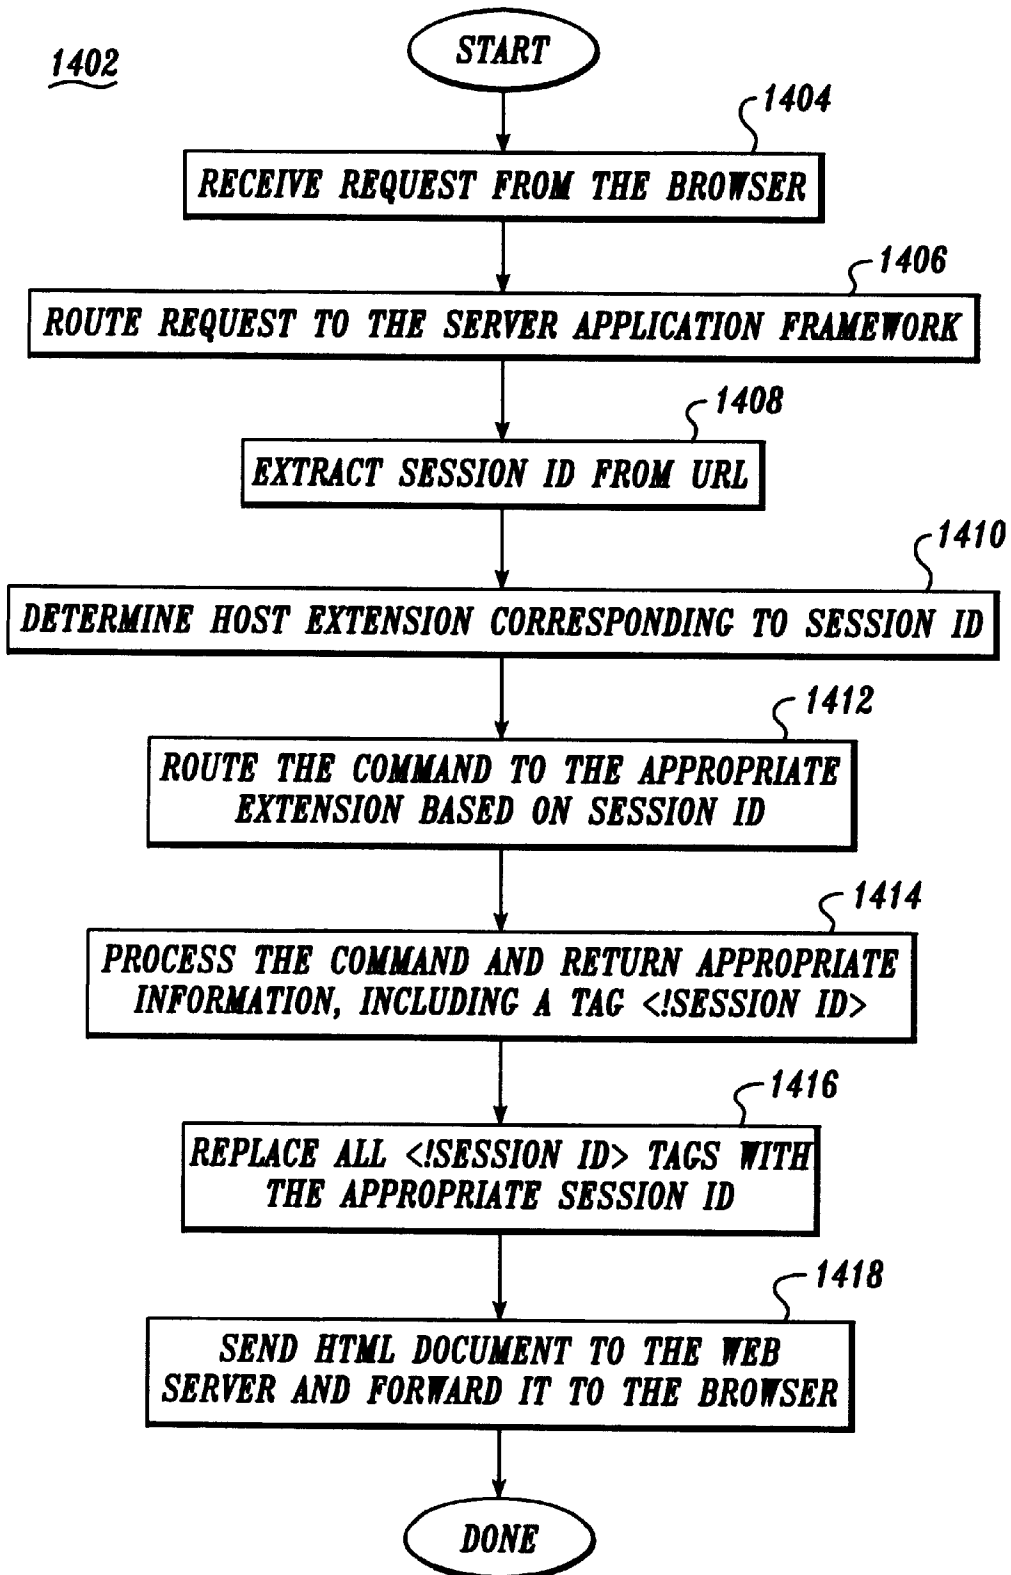 START
1402
1404
RECEIVE REQUEST FROM THE BROWSER
1406
ROUTE REQUEST TO THE SERVER APPLICATION FRAMEWORK
1408
EXTRACT SESSION ID FROM URL
1410
DETERMINE HOST EXTENSION CORRESPONDING TO SESSION ID
1412
ROUTE THE COMMAND TO THE APPROPRIATE
EXTENSION BASED ON SESSION ID
1414
PROCESS THE COMMAND AND RETURN APPROPRIATE
INFORMATION, INCLUDING A TAG <!SESSION ID>
1416
REPLACE ALL <!SESSION ID> TAGS WITH
THE APPROPRIATE SESSION ID
1418
SEND HTML DOCUMENT TO THE WEB
SERVER AND FORWARD IT TO THE BROWSER
DONE